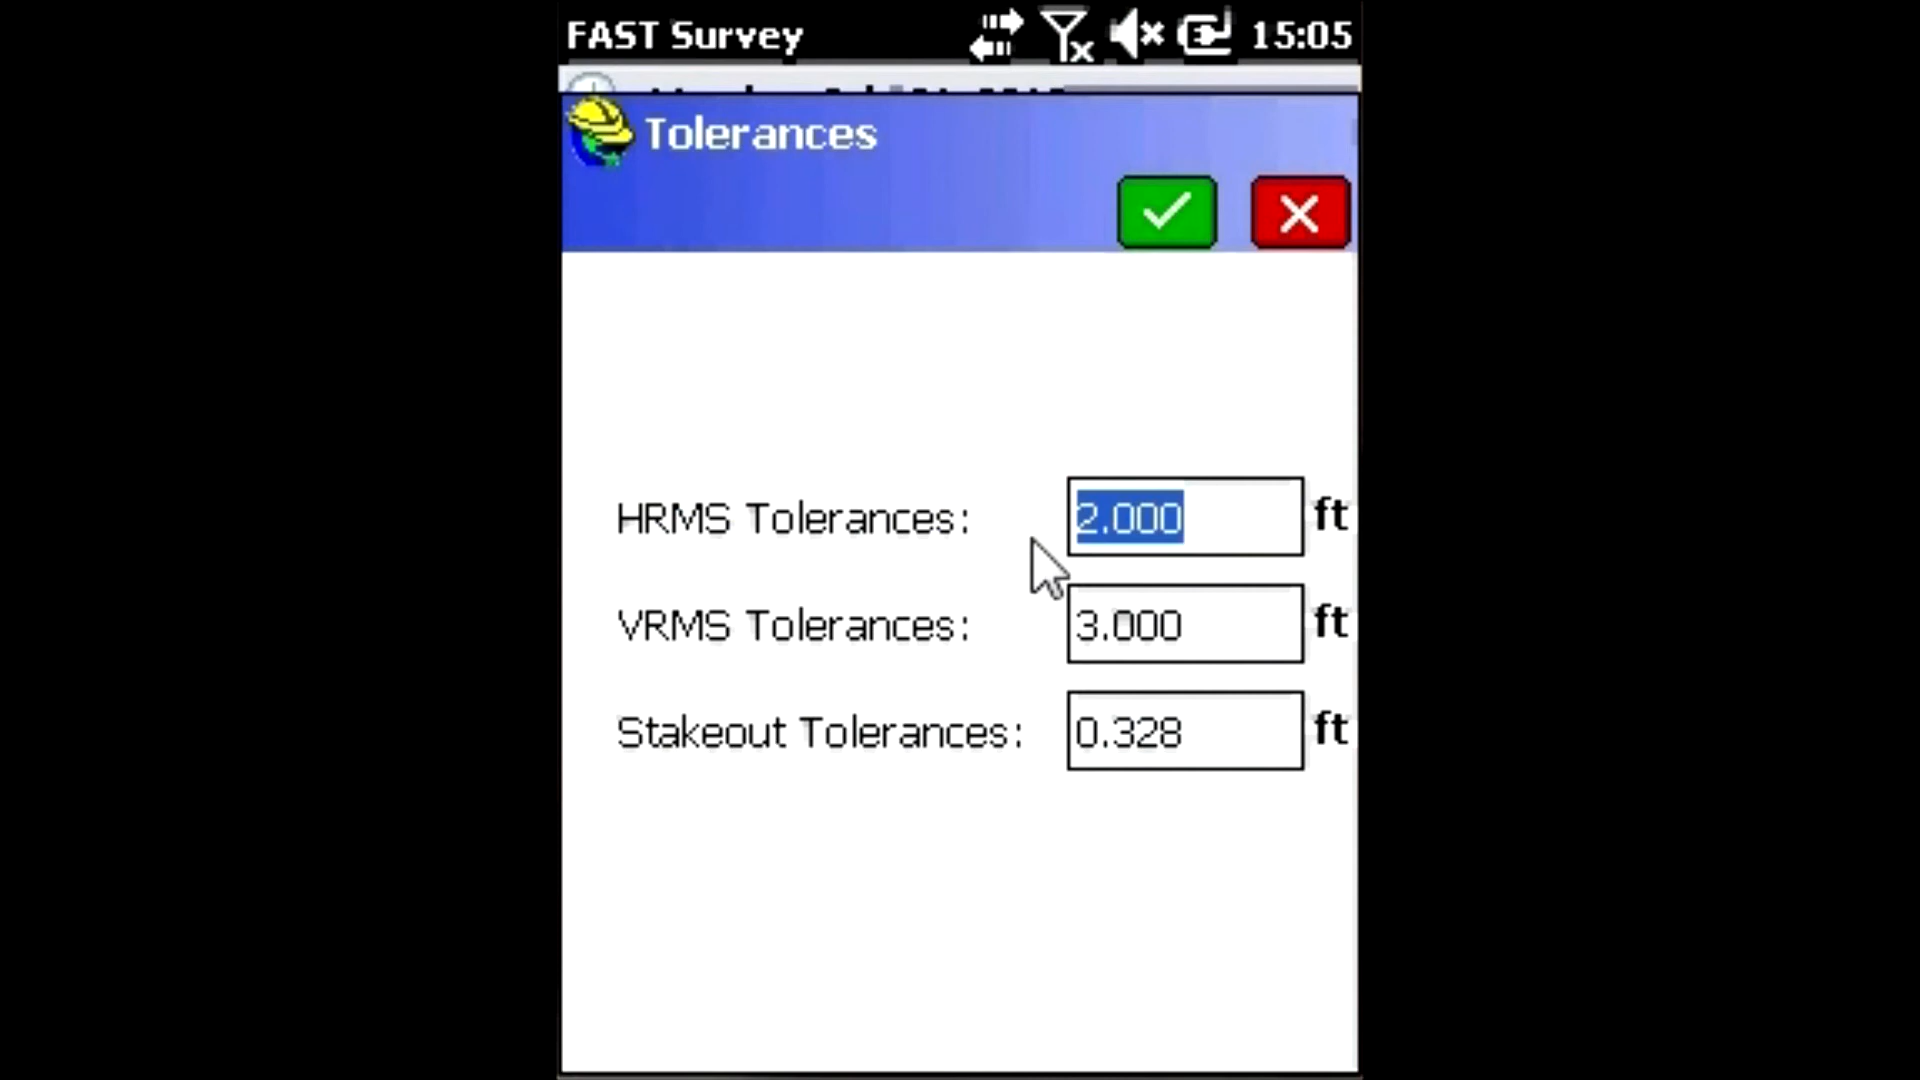 FAST Survey 15:05
Tolerances
HRMS Tolerances: 2.000 ft
VRMS Tolerances: 3.000 ft
Stakeout Tolerances: 0.328 ft